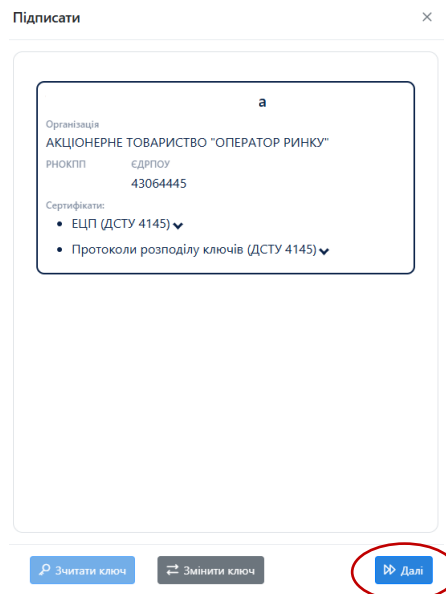 Підписати
а
Організація
АКЦІОНЕРНЕ ТОВАРИСТВО "ОПЕРАТОР РИНКУ"
РНОКПП ЄДРПОУ
43064445
Сертифікати:
• ЕЦП (ДСТУ 4145)
• Протоколи розподілу ключів (ДСТУ 4145)
Зчитати ключ Змінити ключ Далі